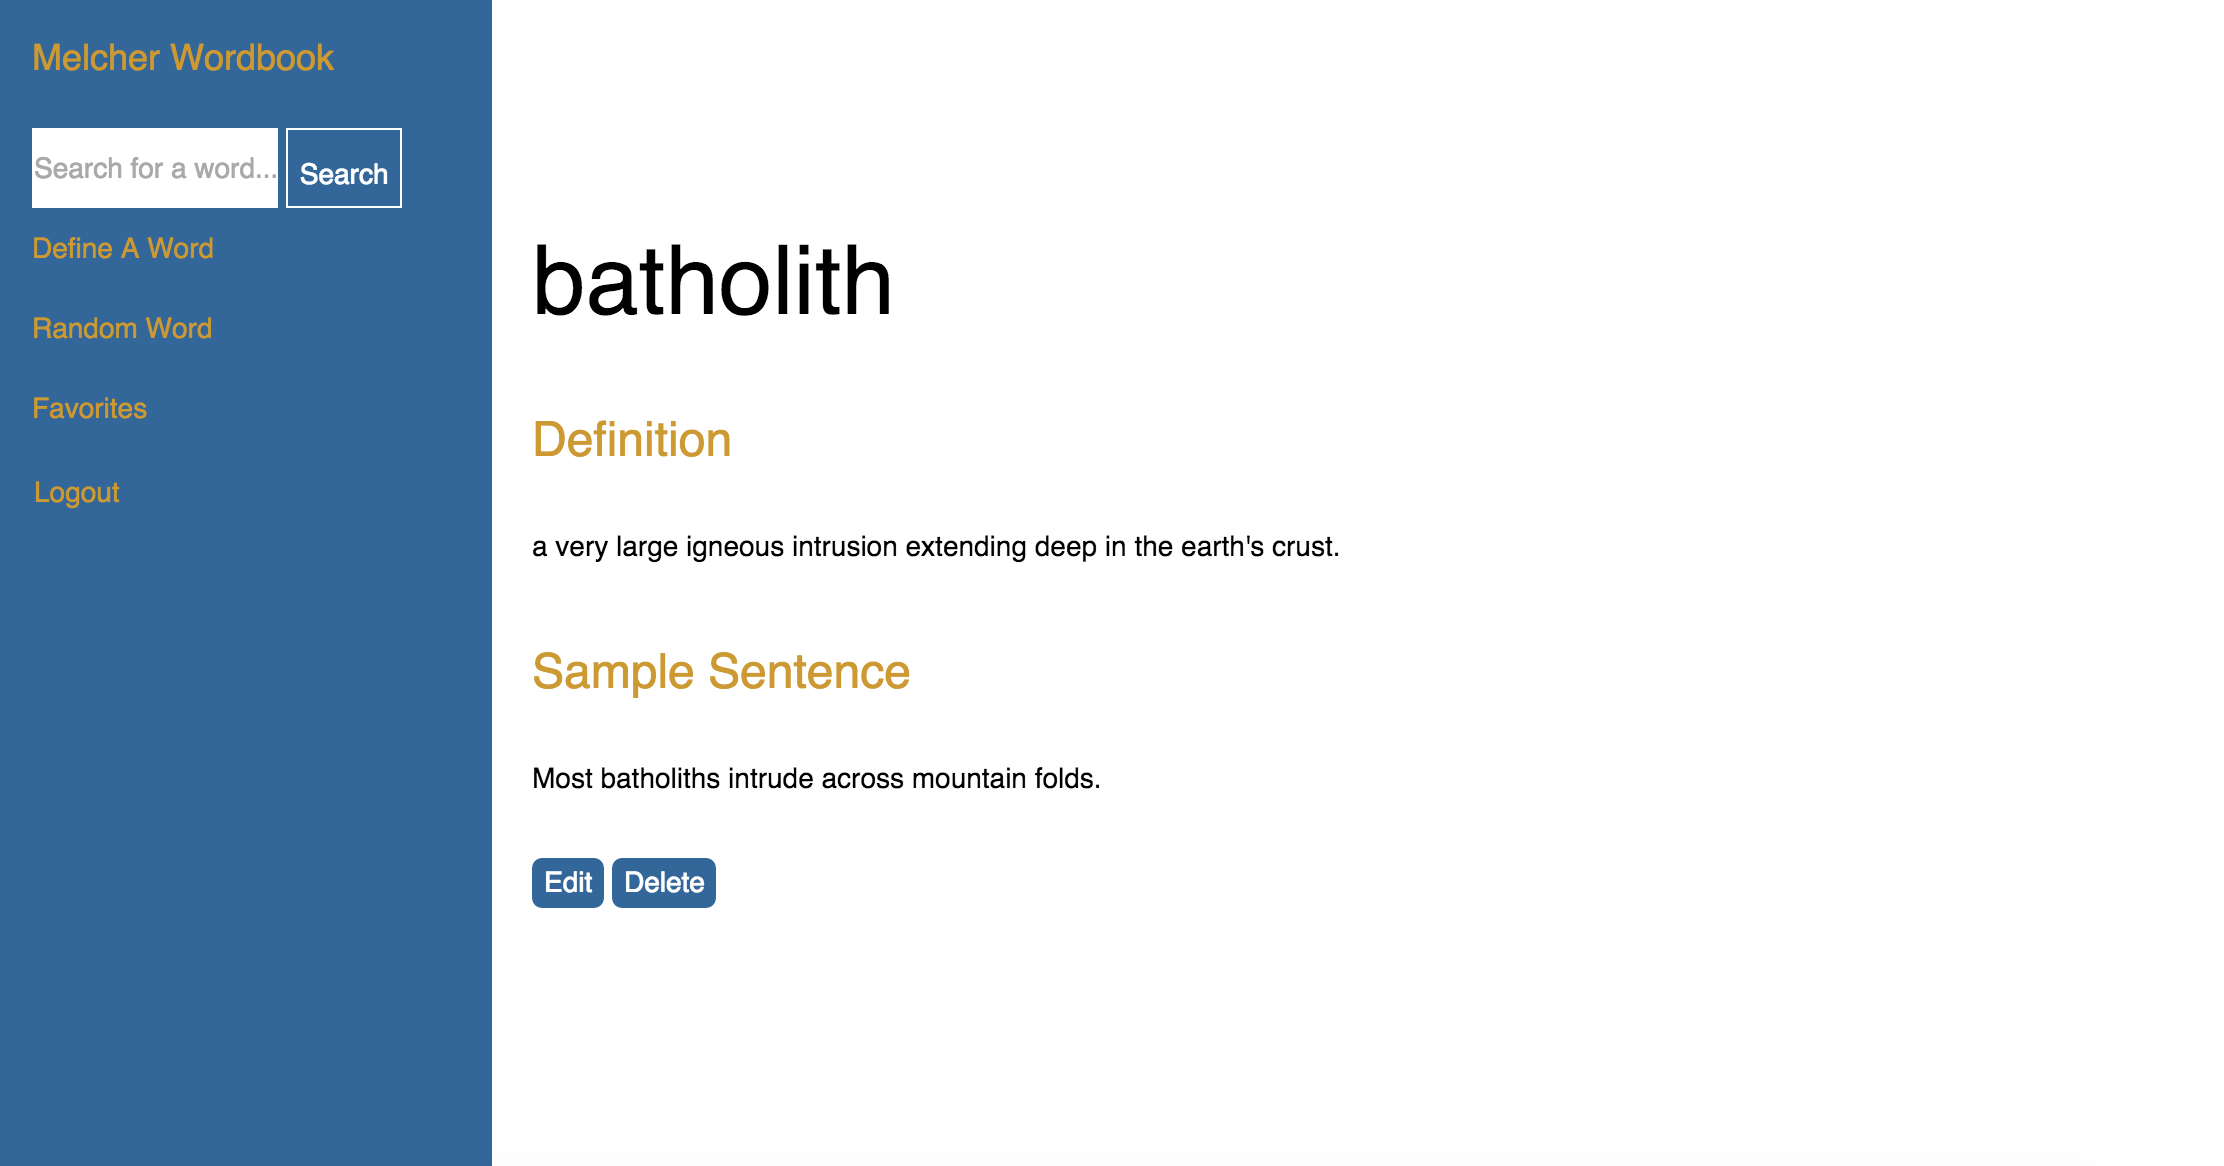 Melcher Wordbook
Search for a word...
Search
Define A Word
Random Word
Favorites
Logout
batholith
Definition
a very large igneous intrusion extending deep in the earth's crust.
Sample Sentence
Most batholiths intrude across mountain folds.
Edit
Delete